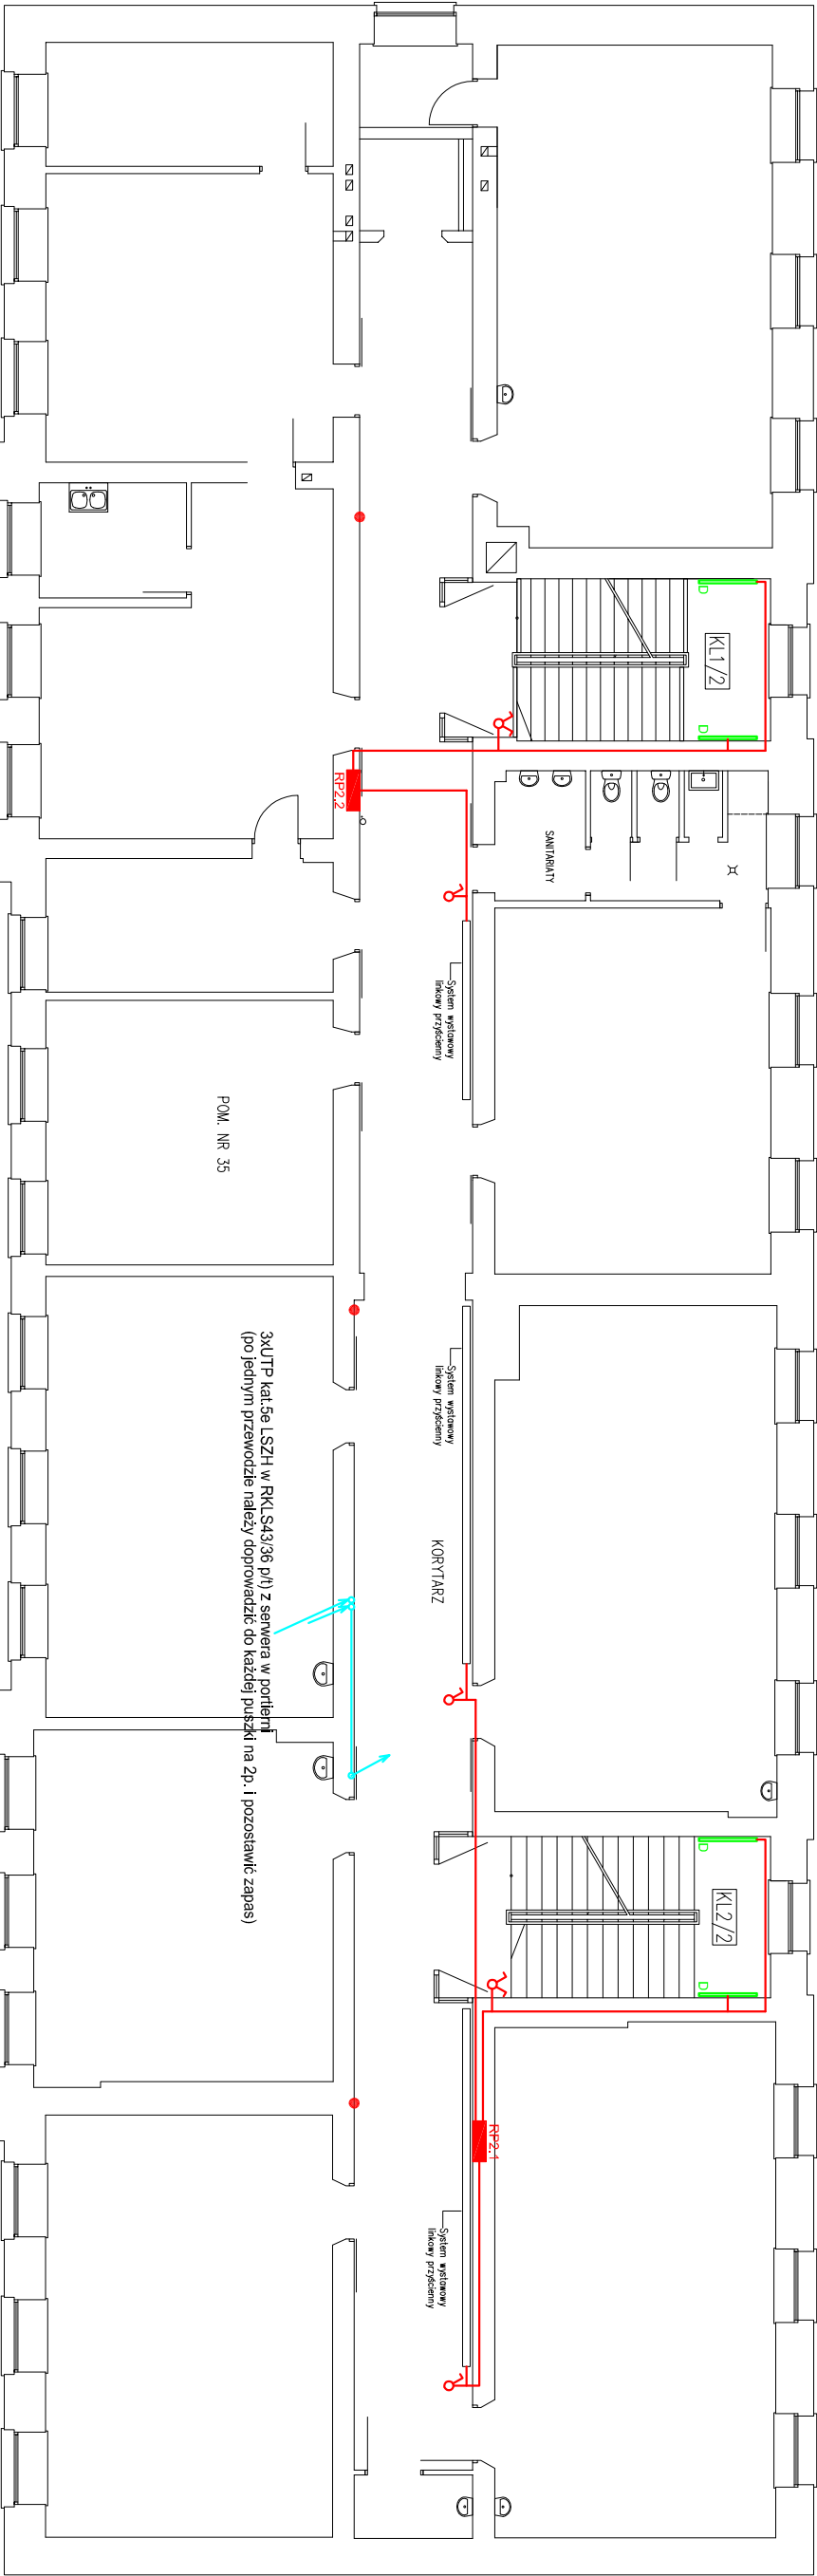 KL1/2
D
D
RP2.2
SANITARIATY
System wystawowy
linkowy przyścienny
POM. NR 35
System wystawowy
linkowy przyścienny
3xUTP kat.5e LSZH w RKLS43/36 p/t) z serwera w portierni
(po jednym przewodzie należy doprowadzić do każdej puszki na 2p. i pozostawić zapas)
KORYTARZ
KL2/2
D
D
RP2.1
System wystawowy
linkowy przyścienny